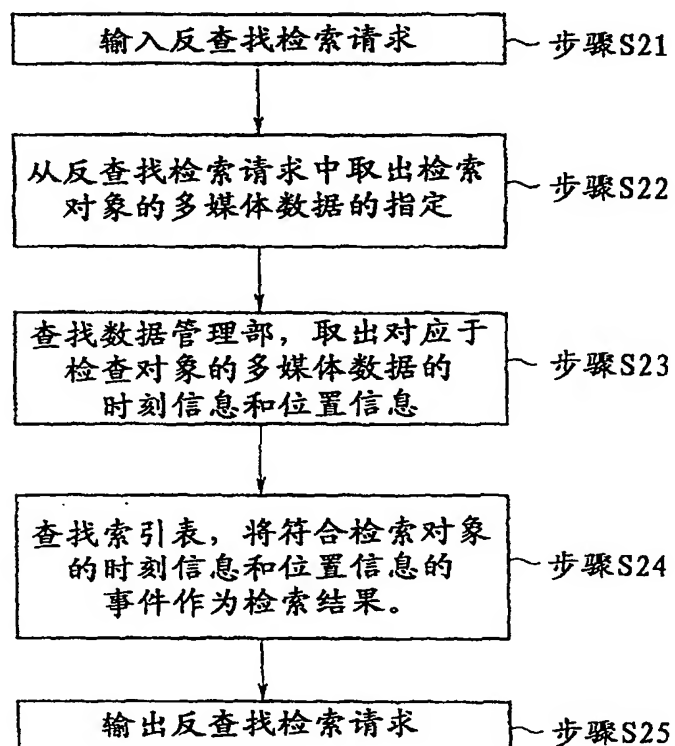 输入反查找检索请求
步骤S21
从反查找检索请求中取出检索
对象的多媒体数据的指定
步骤S22
查找数据管理部，取出对应于
检查对象的多媒体数据的
时刻信息和位置信息
步骤S23
查找索引表，将符合检索对象
的时刻信息和位置信息的
事件作为检索结果。
步骤S24
输出反查找检索请求
步骤S25